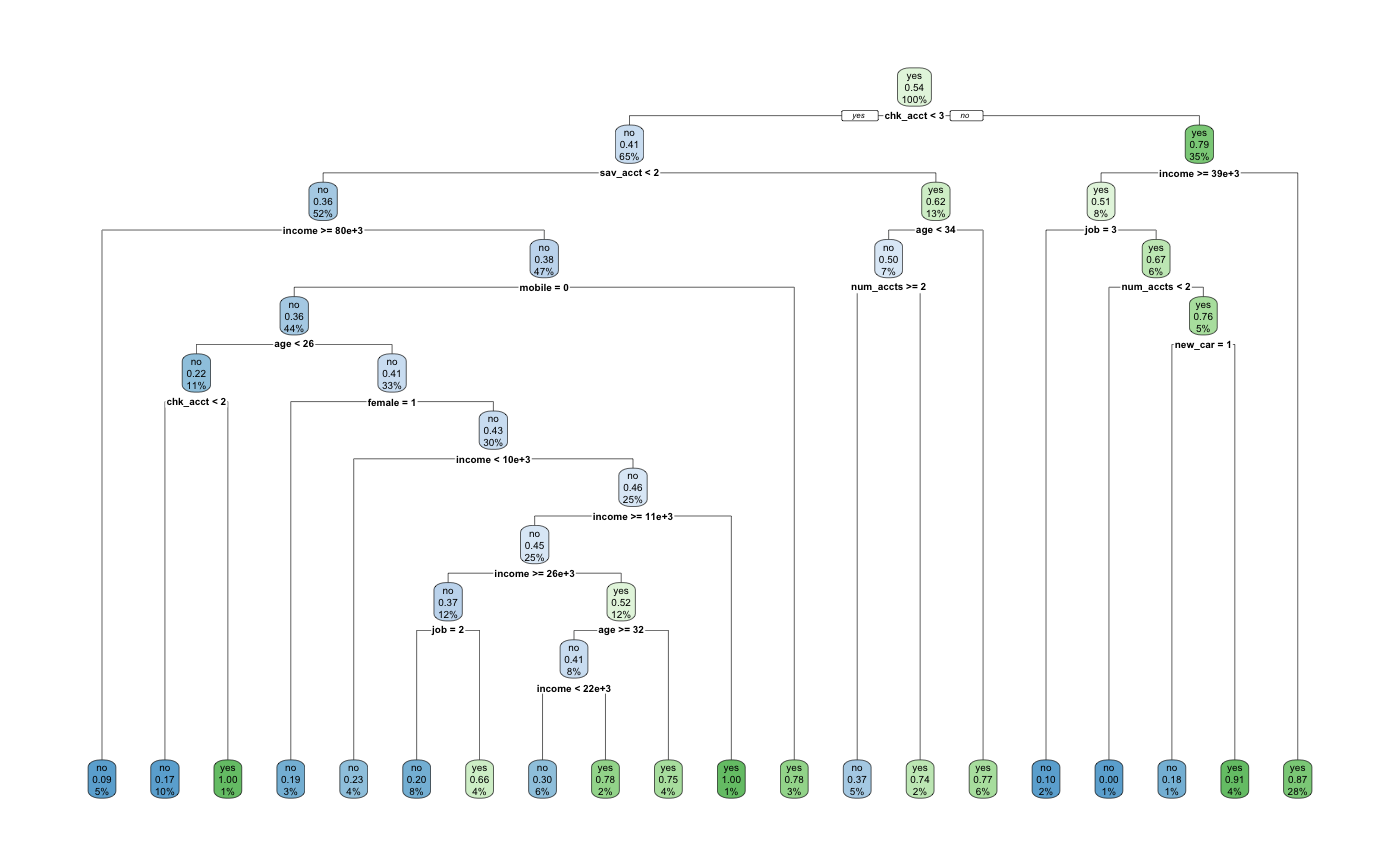 yes
0.54
100%
yes chk_acct < 3 no
no
0.41
65%
yes
0.79
35%
sav_acct < 2
income >= 39e+3
no
0.36
52%
yes
0.62
13%
yes
0.51
8%
income >= 80e+3
age < 34
job = 3
no
0.38
47%
no
0.50
7%
yes
0.67
6%
mobile = 0
num_accts >= 2
num_accts < 2
no
0.36
44%
yes
0.76
5%
age < 26
new_car = 1
no
0.22
11%
no
0.41
33%
chk_acct < 2
female = 1
no
0.43
30%
income < 10e+3
no
0.46
25%
income >= 11e+3
no
0.45
25%
income >= 26e+3
no
0.37
12%
yes
0.52
12%
job = 2
age >= 32
no
0.41
8%
income < 22e+3
no
0.09
5%
no
0.17
10%
yes
1.00
1%
no
0.19
3%
no
0.23
4%
no
0.20
8%
yes
0.66
4%
no
0.30
6%
yes
0.78
2%
yes
0.75
4%
yes
1.00
1%
yes
0.78
3%
no
0.37
5%
yes
0.74
2%
yes
0.77
6%
no
0.10
2%
no
0.00
1%
no
0.18
1%
yes
0.91
4%
yes
0.87
28%